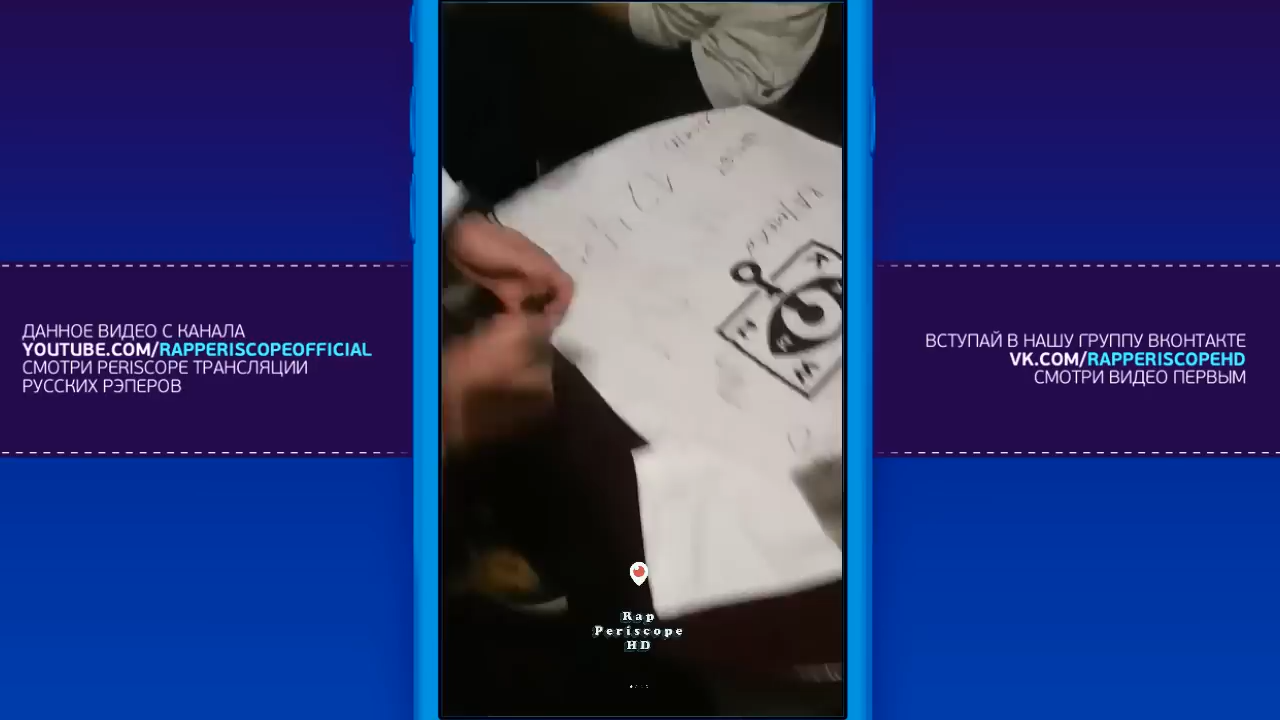 ДАННОЕ ВИДЕО С КАНАЛА
YOUTUBE.COM/RAPPERISCOPEOFFICIAL
СМОТРИ PERISCOPE ТРАНСЛЯЦИИ
РУССКИХ РЭПЕРОВ
ВСТУПАЙ В НАШУ ГРУППУ ВКОНТАКТЕ
VK.COM/RAPPERISCOPEHD
СМОТРИ ВИДЕО ПЕРВЫМ
Rap
Periscope
HD